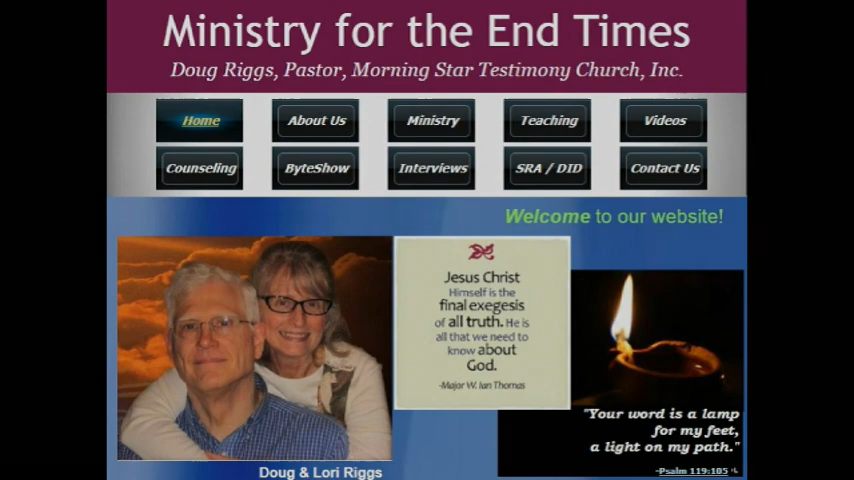 Ministry for the End Times
Doug Riggs, Pastor, Morning Star Testimony Church, Inc.
Home About Us Ministry Teaching Videos
Counseling ByteShow Interviews SRA / DID Contact Us
Welcome to our website!
Jesus Christ
Himself is the
final exegesis
of all truth. He is
all that we need to
know about
God.
-Major W. Ian Thomas
"Your word is a lamp
for my feet,
a light on my path."
-Psalm 119:105
Doug & Lori Riggs